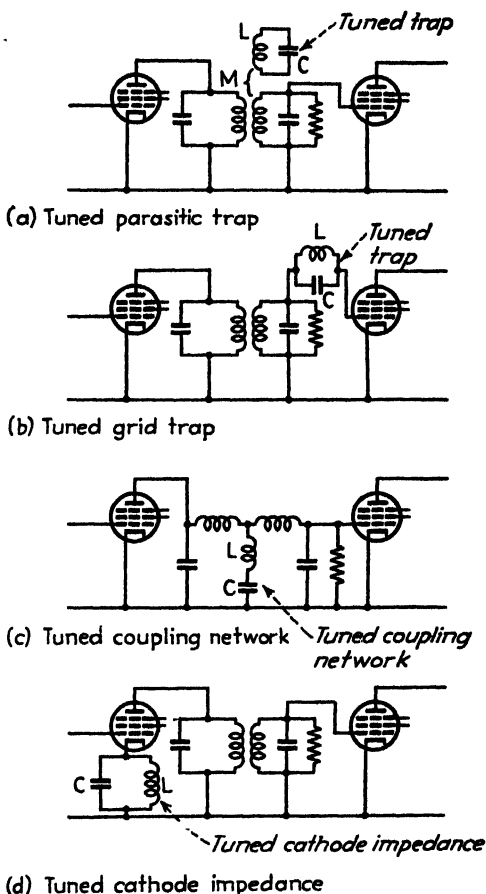 L
Tuned trap
C
M
(a) Tuned parasitic trap
L
Tuned
trap
C
(b) Tuned grid trap
L
C
(c) Tuned coupling network
Tuned coupling
network
C
L
Tuned cathode impedance
(d) Tuned cathode impedance